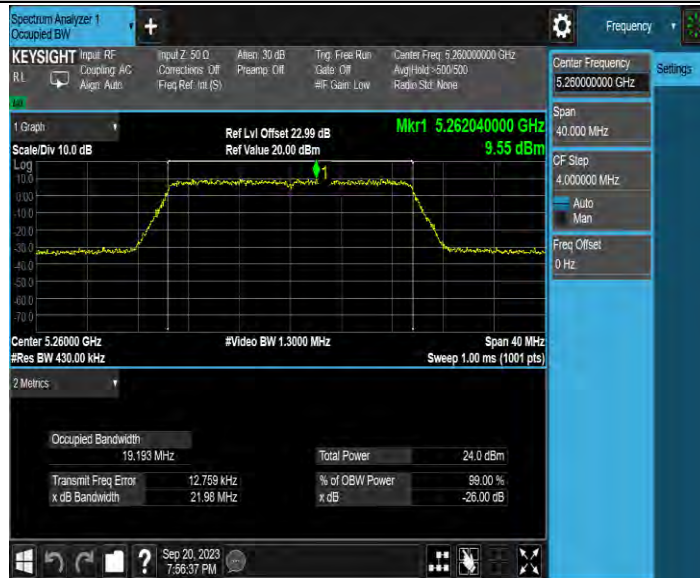 Spectrum Analyzer 1
Occupied BW
Frequency
KEYSIGHT
RL
Input: RF
Coupling: AC
Align: Auto
Input Z: 50 Ω
Corrections: Off
Freq Ref: Int (S)
Atten: 30 dB
Preamp: Off
Trig: Free Run
Gate: Off
#IF Gain: Low
Center Freq: 5.260000000 GHz
Avg|Hold:>500/500
Radio Std: None
Center Frequency
5.260000000 GHz
Settings
Span
40.000 MHz
CF Step
4.000000 MHz
Auto
Man
Freq Offset
0 Hz
1 Graph
Scale/Div 10.0 dB
Ref Lvl Offset 22.99 dB
Ref Value 20.00 dBm
Mkr1 5.262040000 GHz
9.55 dBm
Log
10.0
0.00
-10.0
-20.0
-30.0
-40.0
-50.0
-60.0
-70.0
1
Center 5.26000 GHz
#Video BW 1.3000 MHz
Span 40 MHz
#Res BW 430.00 kHz
Sweep 1.00 ms (1001 pts)
2 Metrics
Occupied Bandwidth
19.193 MHz
Total Power 24.0 dBm
Transmit Freq Error 12.759 kHz
% of OBW Power 99.00 %
x dB Bandwidth 21.98 MHz
x dB -26.00 dB
Sep 20, 2023
7:56:37 PM